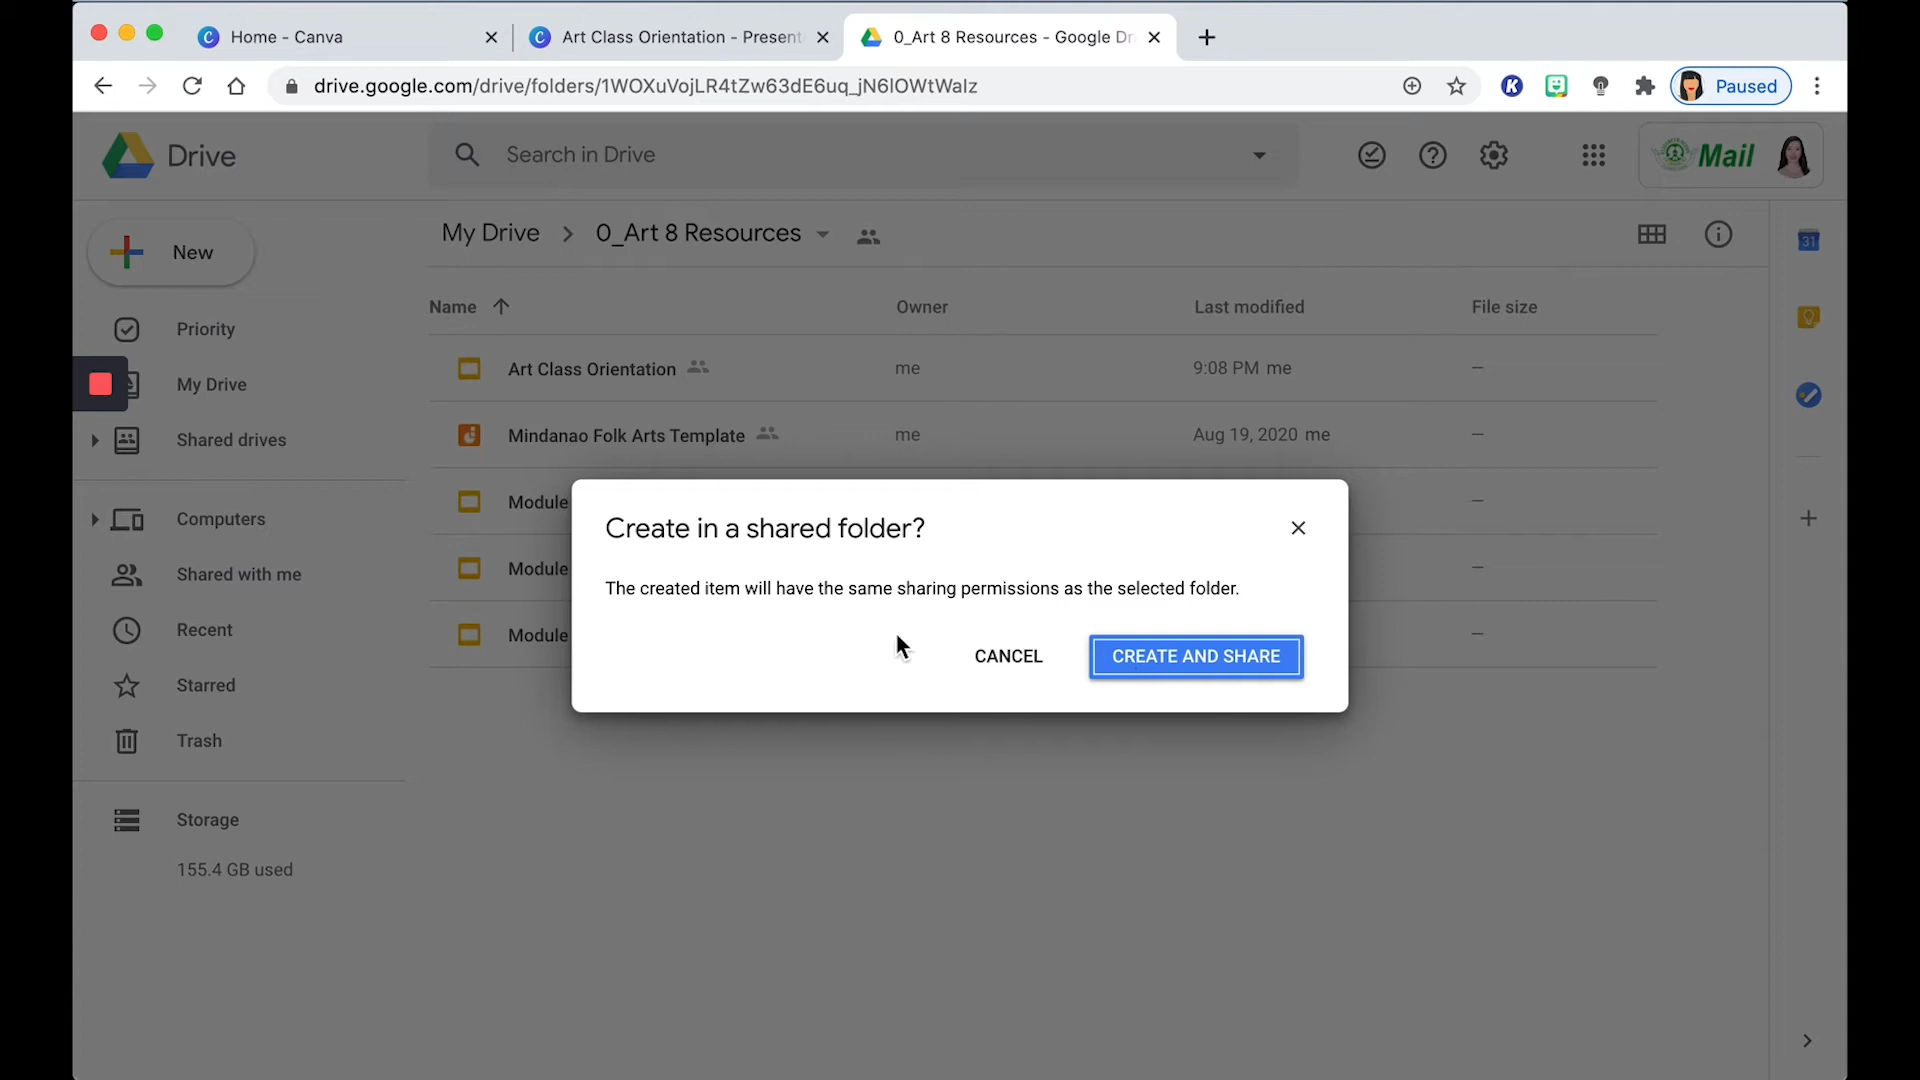 Home - Canva
Art Class Orientation - Present
0_Art 8 Resources - Google Dr
drive.google.com/drive/folders/1WOXuVojLR4tZw63dE6uq_jN6lOWtWalz
Paused
Drive
Search in Drive
Mail
New
My Drive > 0_Art 8 Resources
Name Owner Last modified File size
Priority
My Drive
Shared drives
Computers
Shared with me
Recent
Starred
Trash
Storage
155.4 GB used
Art Class Orientation me 9:08 PM me —
Mindanao Folk Arts Template me Aug 19, 2020 me —
Module —
Module —
Module —
Create in a shared folder?
The created item will have the same sharing permissions as the selected folder.
CANCEL CREATE AND SHARE
31